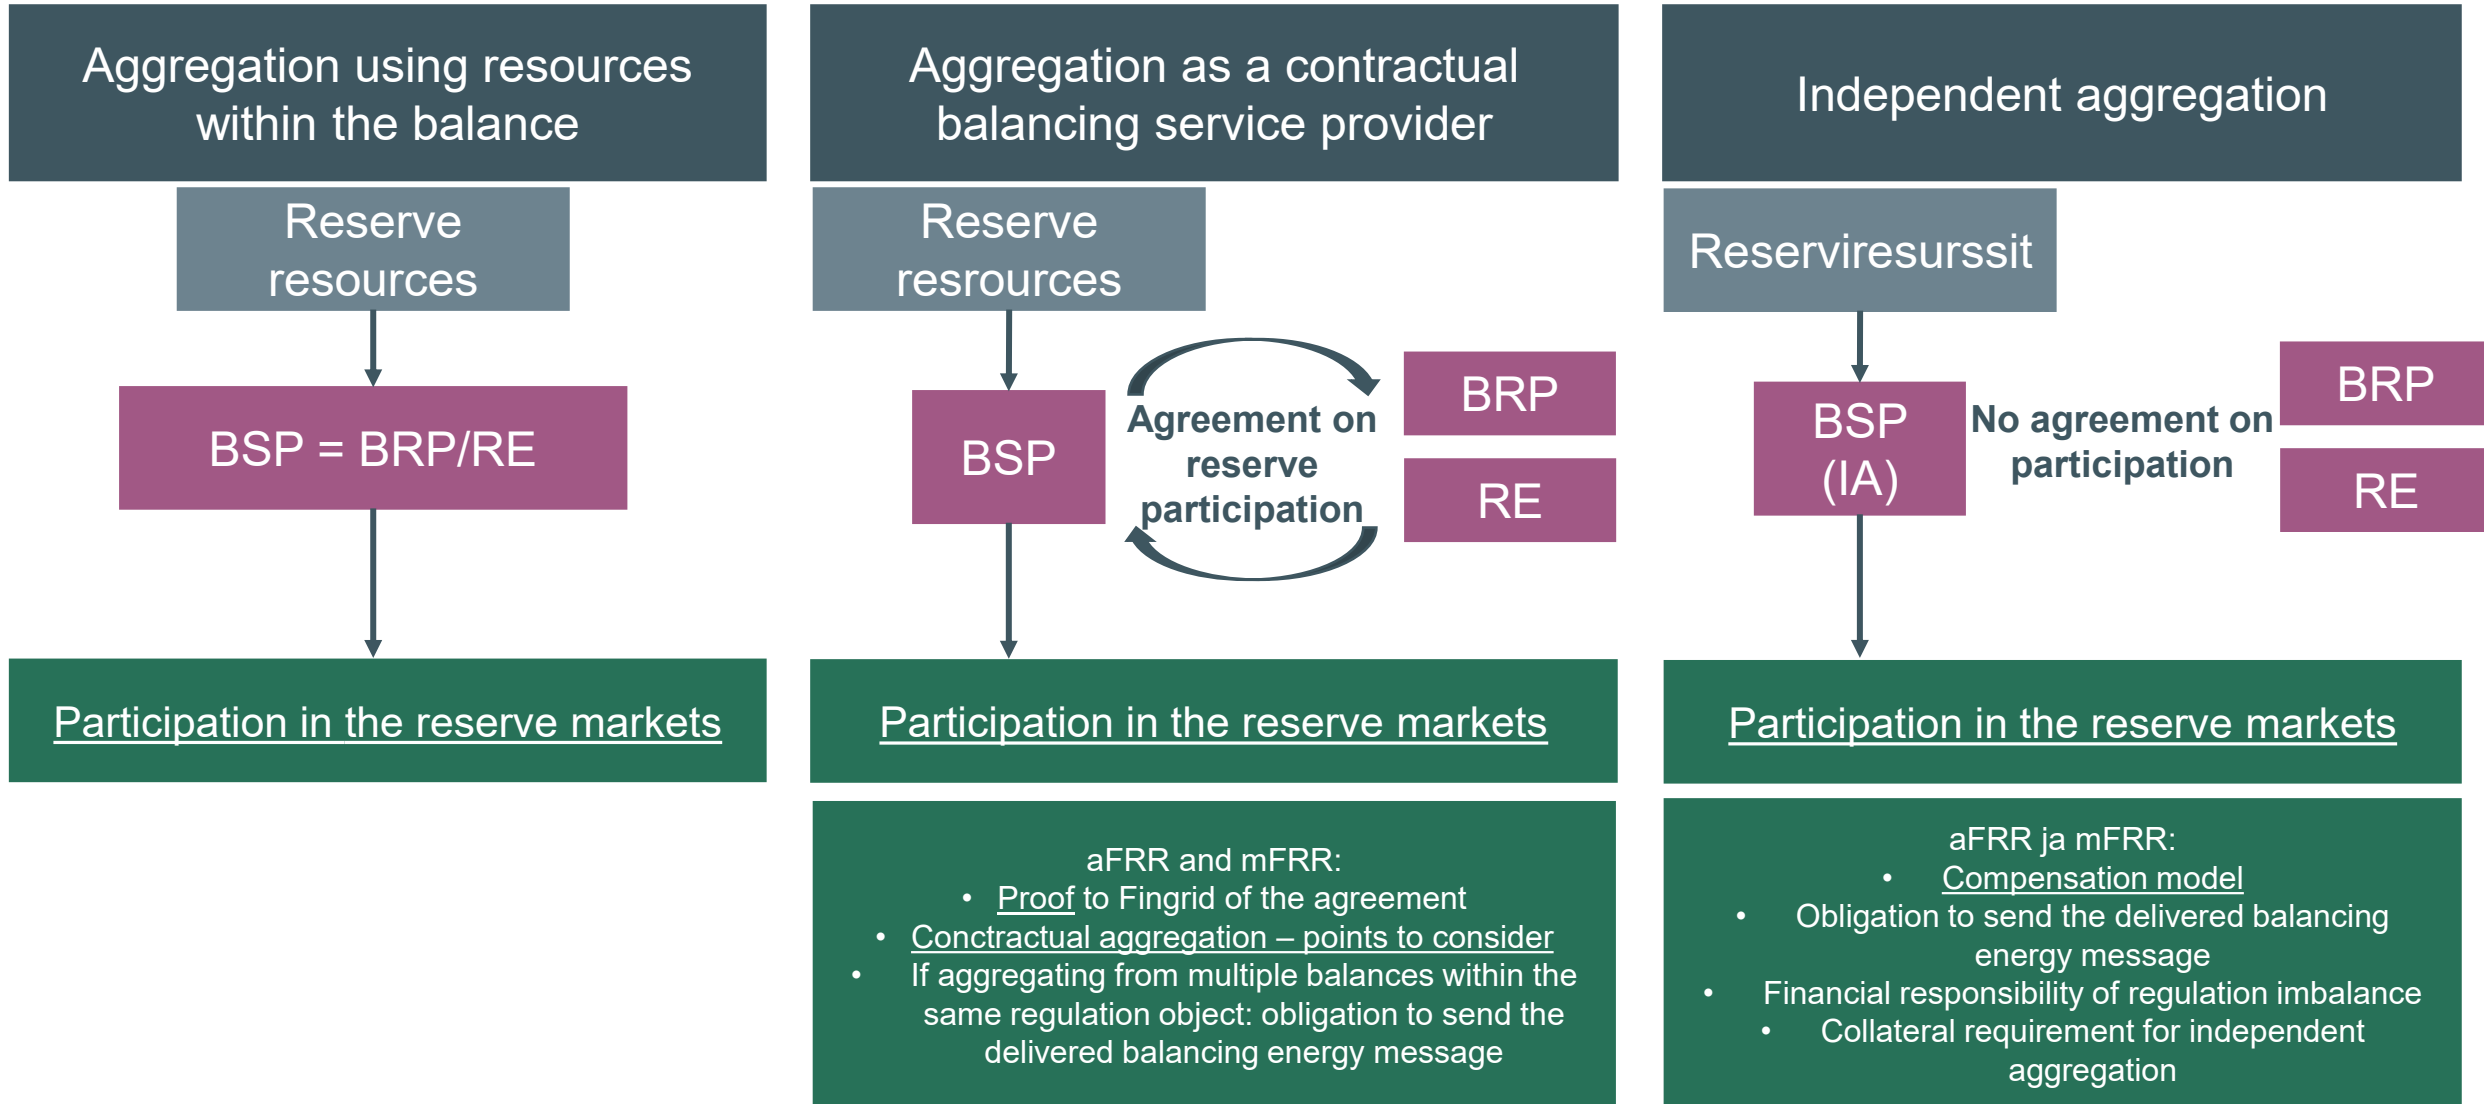 Aggregation using resources
within the balance
Reserve
resources
BSP = BRP/RE
Participation in the reserve markets
Aggregation as a contractual
balancing service provider
Reserve
resrources
BSP
Agreement on
reserve
participation
BRP
RE
Participation in the reserve markets
aFRR and mFRR:
• Proof to Fingrid of the agreement
• Conctractual aggregation – points to consider
• If aggregating from multiple balances within the
same regulation object: obligation to send the
delivered balancing energy message
Independent aggregation
Reserviresurssit
BSP
(IA)
No agreement on
participation
BRP
RE
Participation in the reserve markets
aFRR ja mFRR:
• Compensation model
• Obligation to send the delivered balancing
energy message
• Financial responsibility of regulation imbalance
• Collateral requirement for independent
aggregation